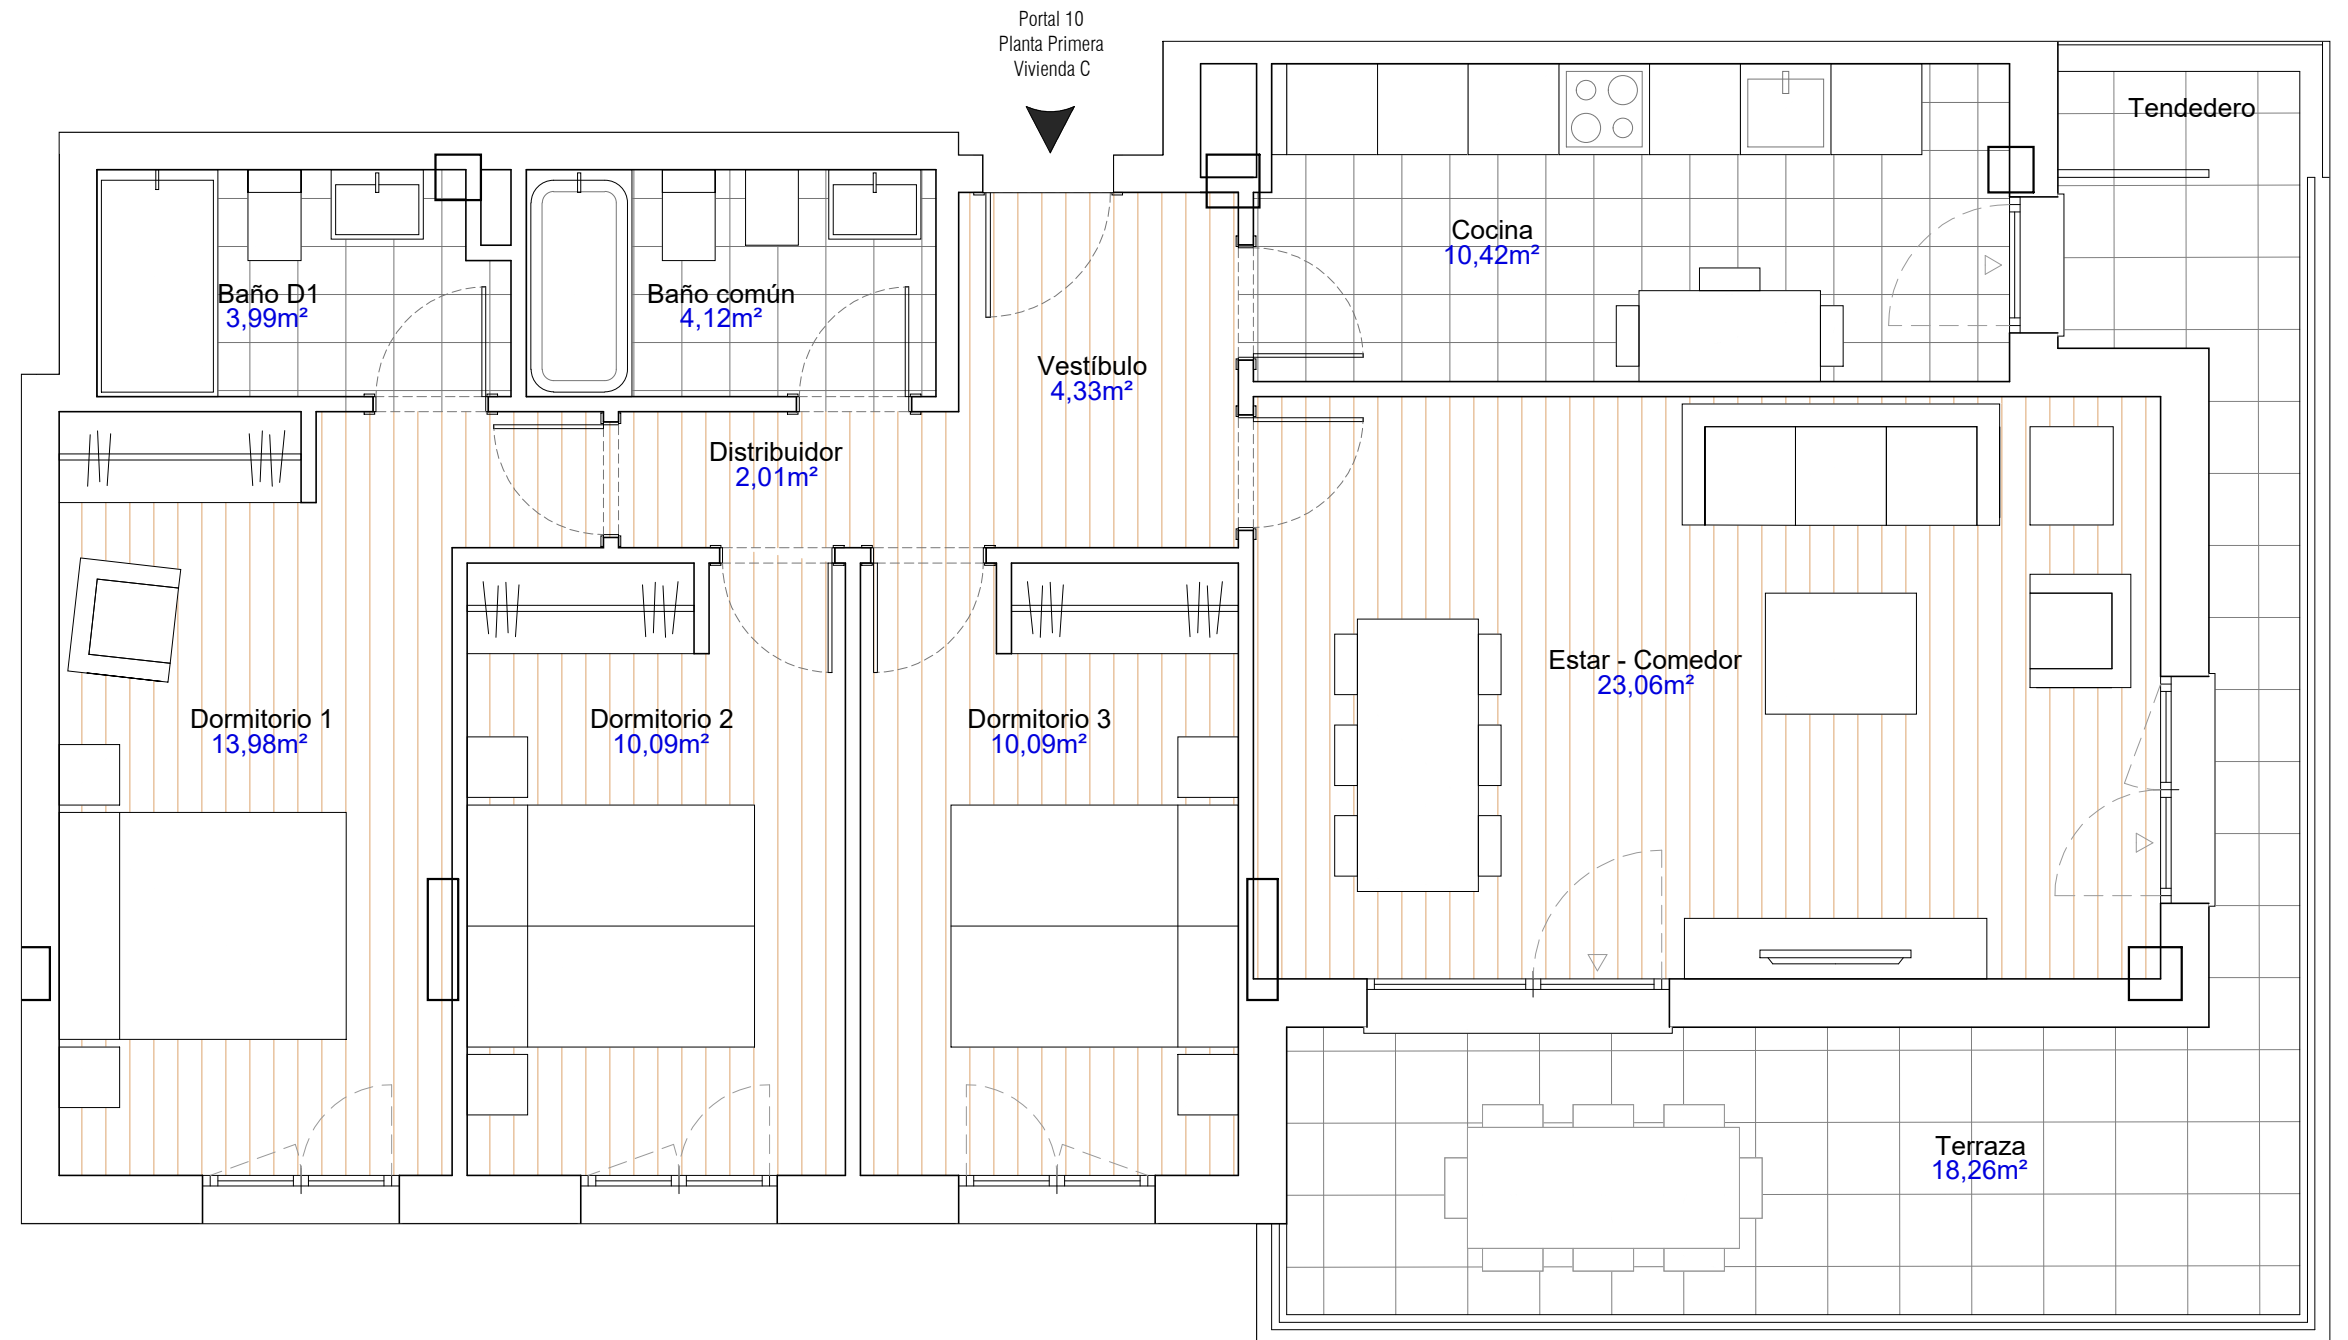 Portal 10
Planta Primera
Vivienda C
Tendedero
Cocina
10,42m²
Baño D1
3,99m²
Baño común
4,12m²
Vestíbulo
4,33m²
Distribuidor
2,01m²
Estar - Comedor
23,06m²
Dormitorio 1
13,98m²
Dormitorio 2
10,09m²
Dormitorio 3
10,09m²
Terraza
18,26m²